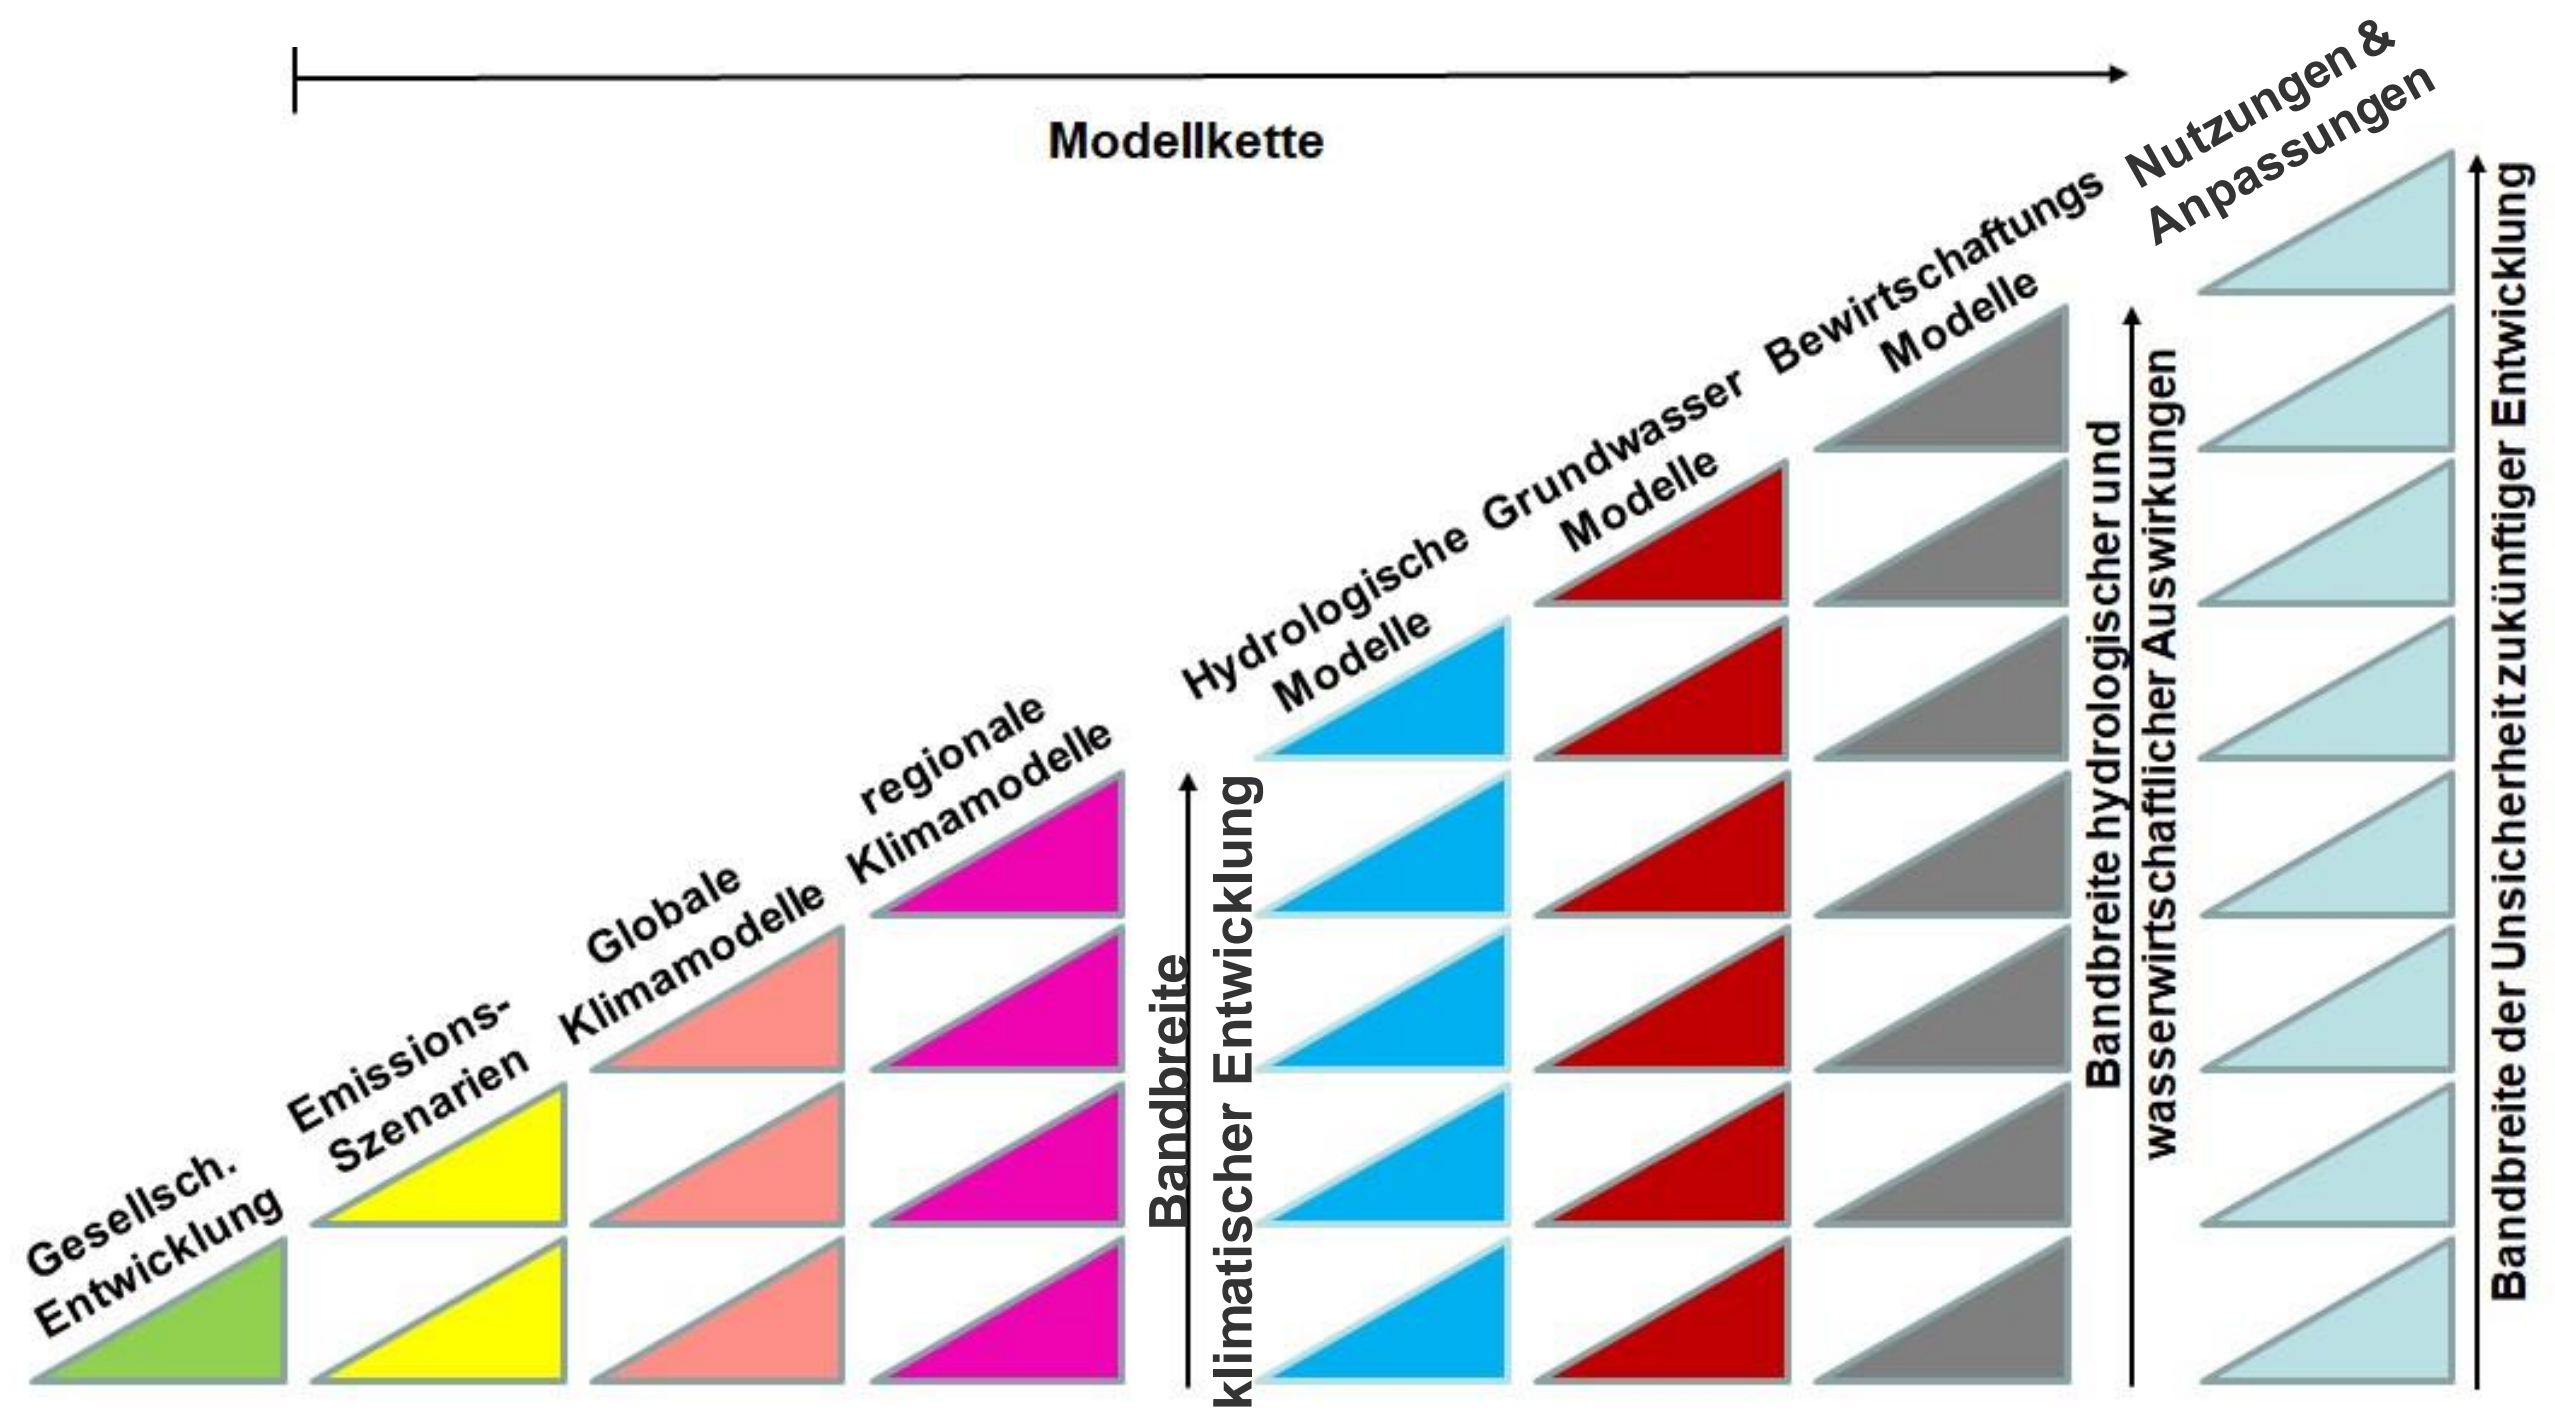 Modellkette
Gesellsch.
Entwicklung
Emissions-
Szenarien
Globale
Klimamodelle
regionale
Klimamodelle
Bandbreite
klimatischer Entwicklung
Hydrologische
Modelle
Grundwasser
Modelle
Bewirtschaftungs
Modelle
Bandbreite hydrologischer und
wasserwirtschaftlicher Auswirkungen
Nutzungen &
Anpassungen
Bandbreite der Unsicherheit zukünftiger Entwicklung